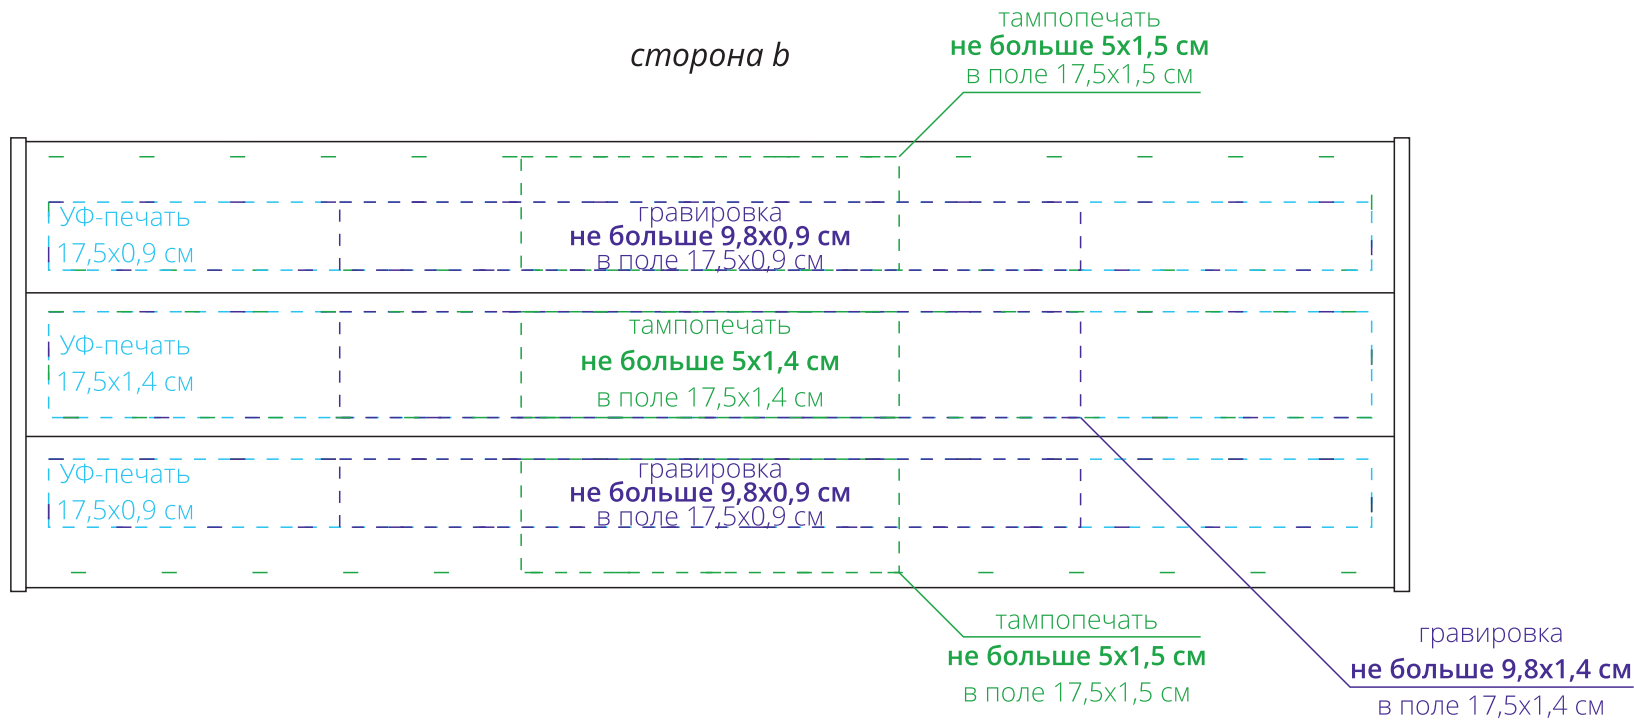 тампопечать
не больше 5х1,5 см
в поле 17,5х1,5 см
сторона b
УФ-печать
17,5х0,9 см
гравировка
не больше 9,8х0,9 см
в поле 17,5х0,9 см
УФ-печать
17,5х1,4 см
тампопечать
не больше 5х1,4 см
в поле 17,5х1,4 см
УФ-печать
17,5х0,9 см
гравировка
не больше 9,8х0,9 см
в поле 17,5х0,9 см
тампопечать
не больше 5х1,5 см
в поле 17,5х1,5 см
гравировка
не больше 9,8х1,4 см
в поле 17,5х1,4 см